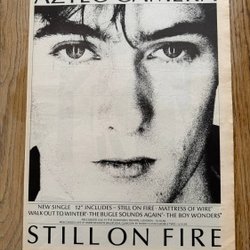 AZTEC CAMERA
NEW SINGLE 12" INCLUDES – STILL ON FIRE · MATTRESS OF WIRE*
WALK OUT TO WINTER* · THE BUGLE SOUNDS AGAIN* · THE BOY WONDERS*
STILL ON FIRE